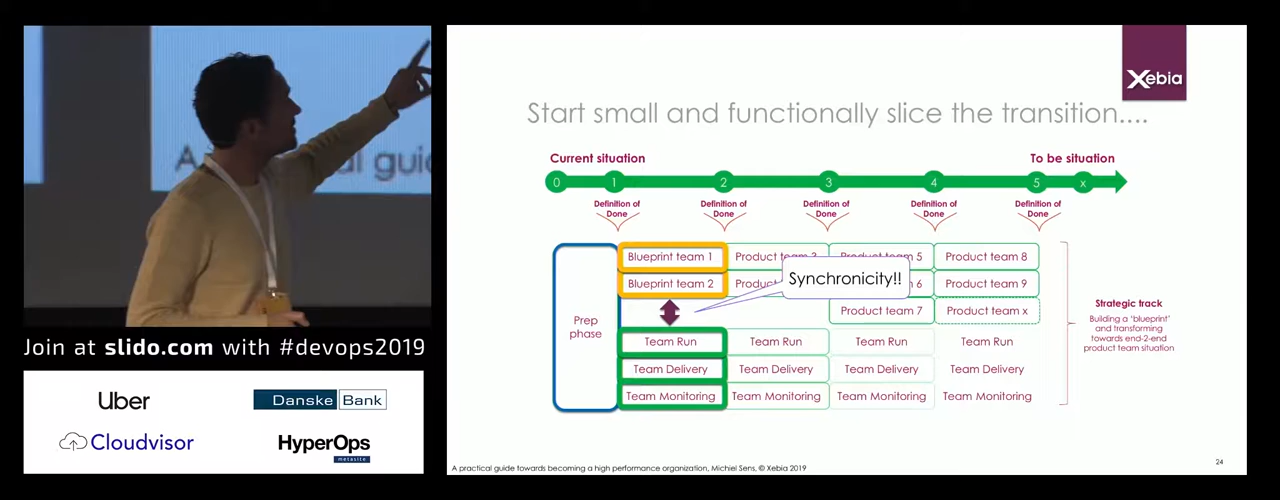 A
al guid
Join at slido.com with #devops2019
Uber
Danske Bank
Cloudvisor
HyperOps
metasite
Xebia
Start small and functionally slice the transition....
Current situation
To be situation
0 1 2 3 4 5 x
Definition of Done
Definition of Done
Definition of Done
Definition of Done
Definition of Done
Prep phase
Blueprint team 1
Product team 5
Product team 8
Blueprint team 2
6
Product team 9
Synchronicity!!
Product team 7
Product team x
Team Run Team Run Team Run Team Run
Team Delivery Team Delivery Team Delivery Team Delivery
Team Monitoring Team Monitoring Team Monitoring Team Monitoring
Strategic track
Building a 'blueprint'
and transforming
towards end-2-end
product team situation
A practical guide towards becoming a high performance organization, Michiel Sens, © Xebia 2019
24